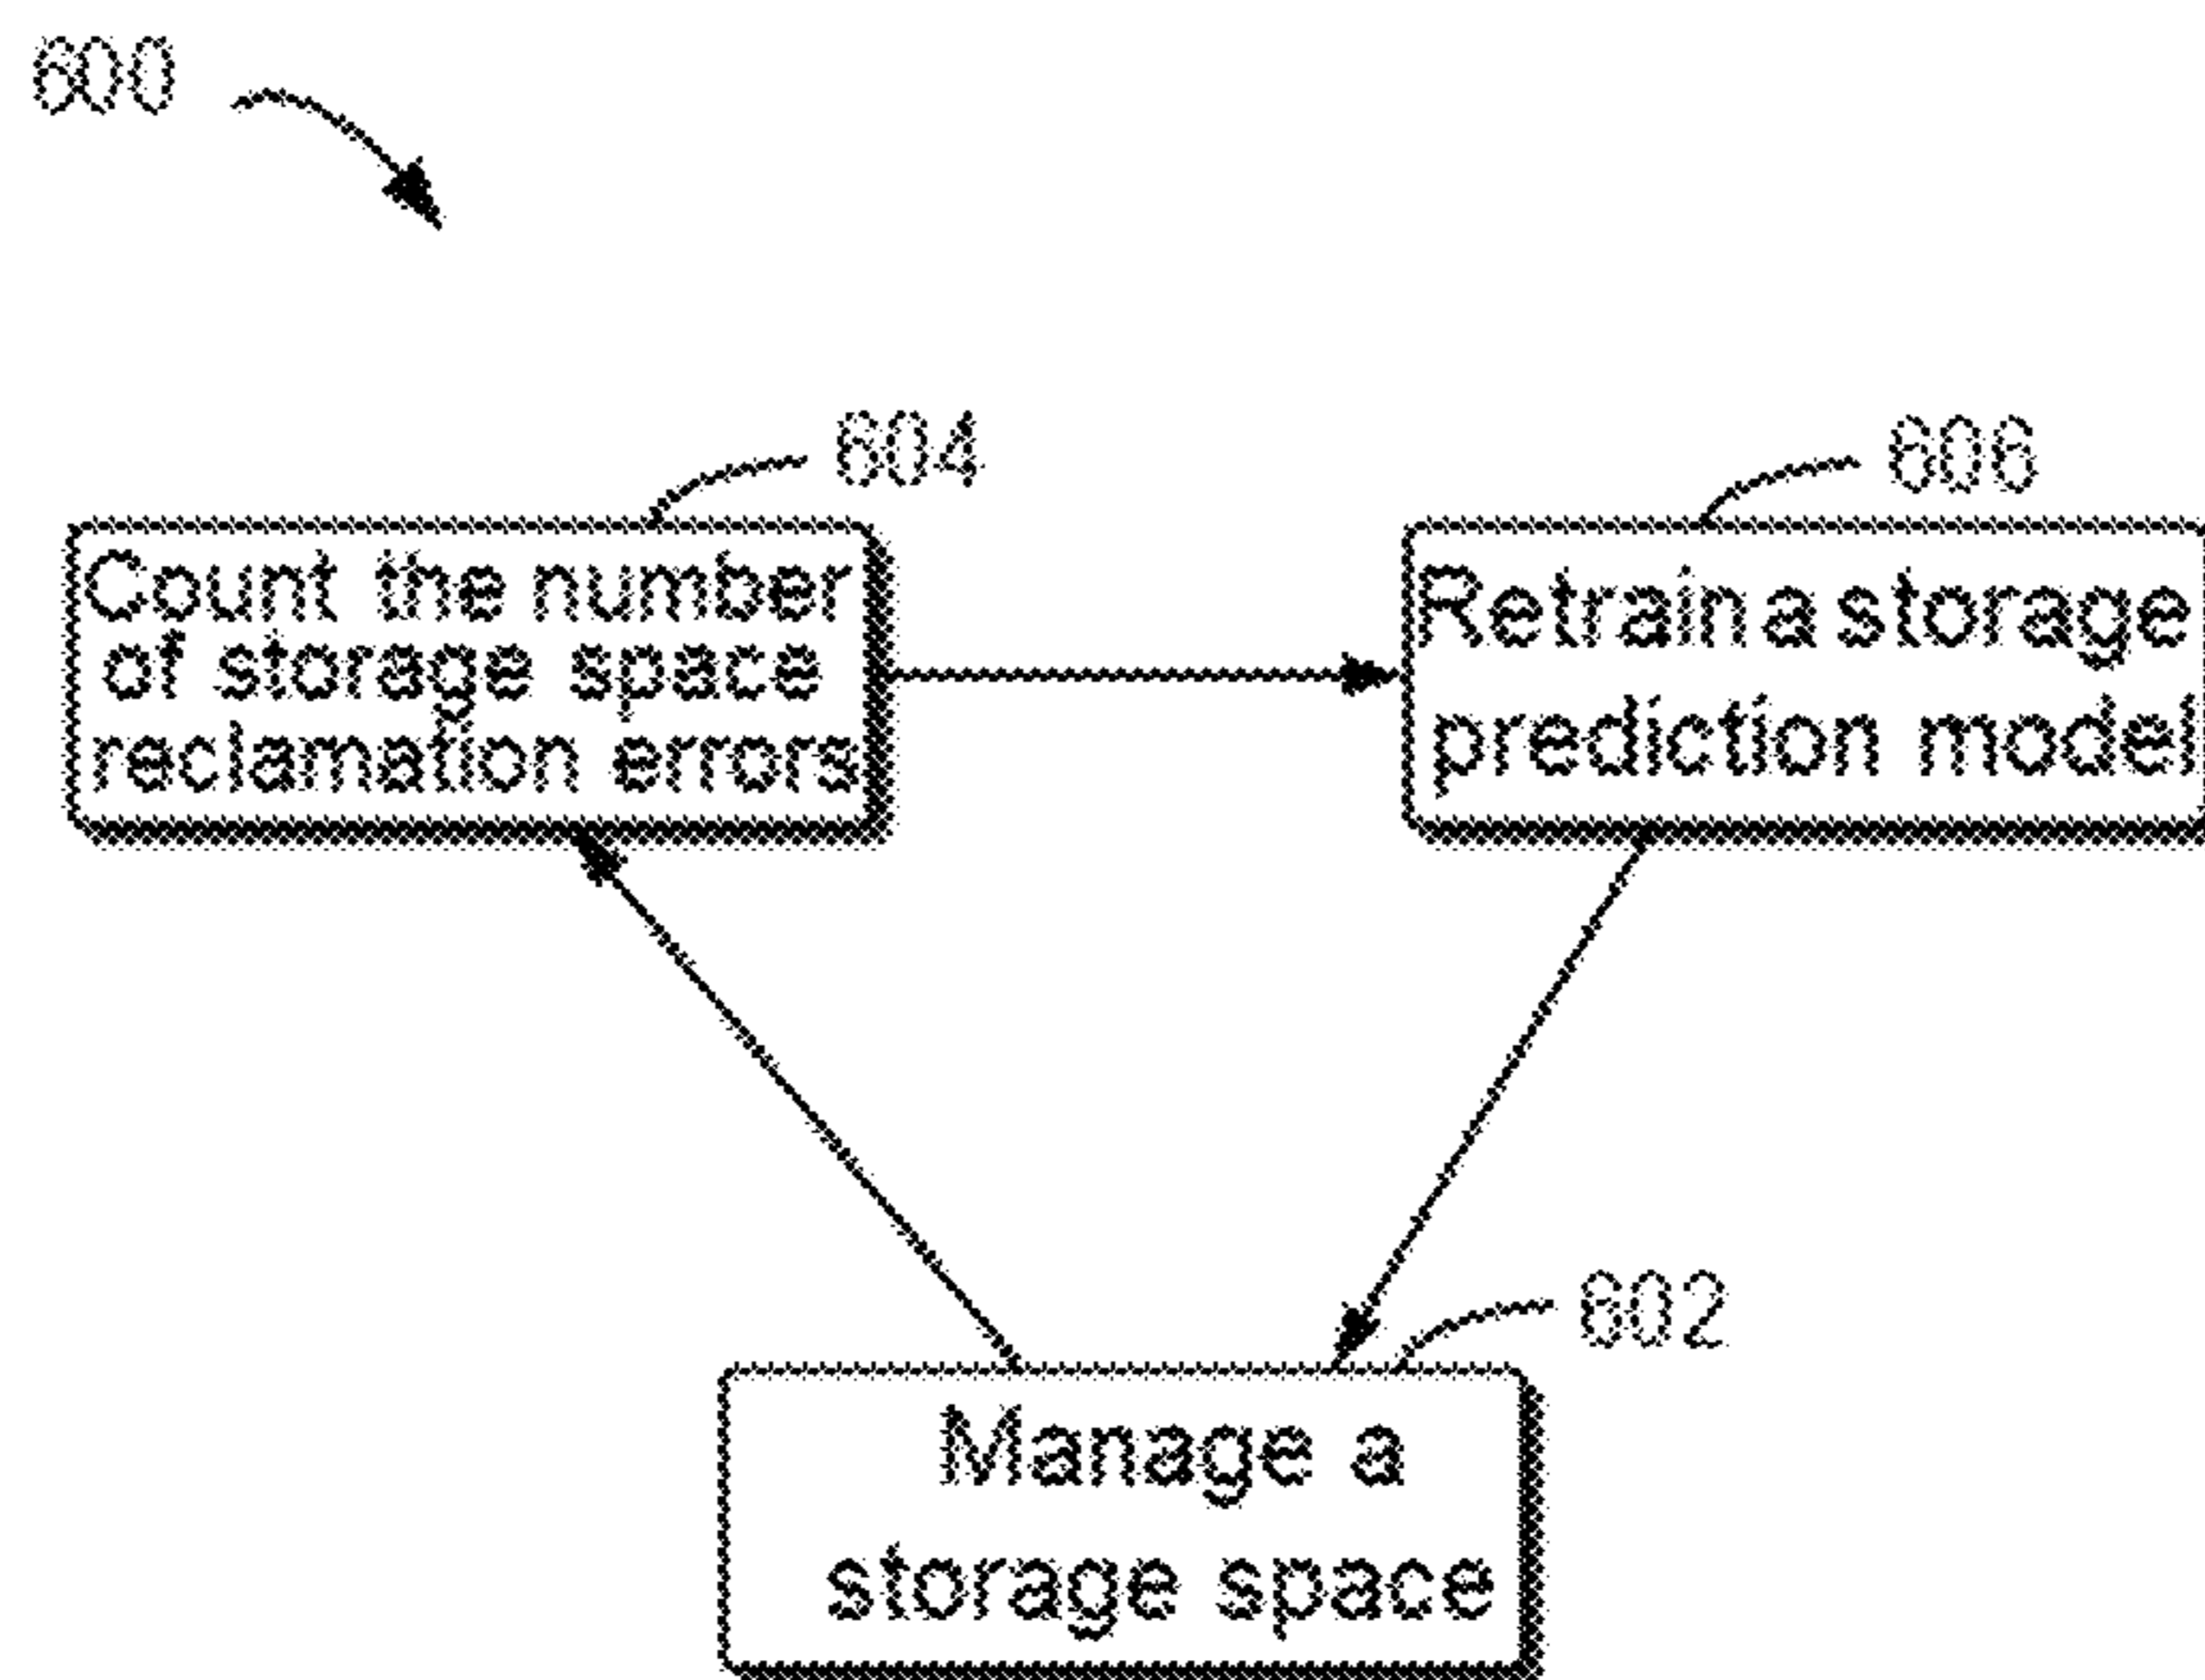 600
604
606
Count the number
of storage space
reclamation errors
Retrain a storage
prediction model
602
Manage a
storage space